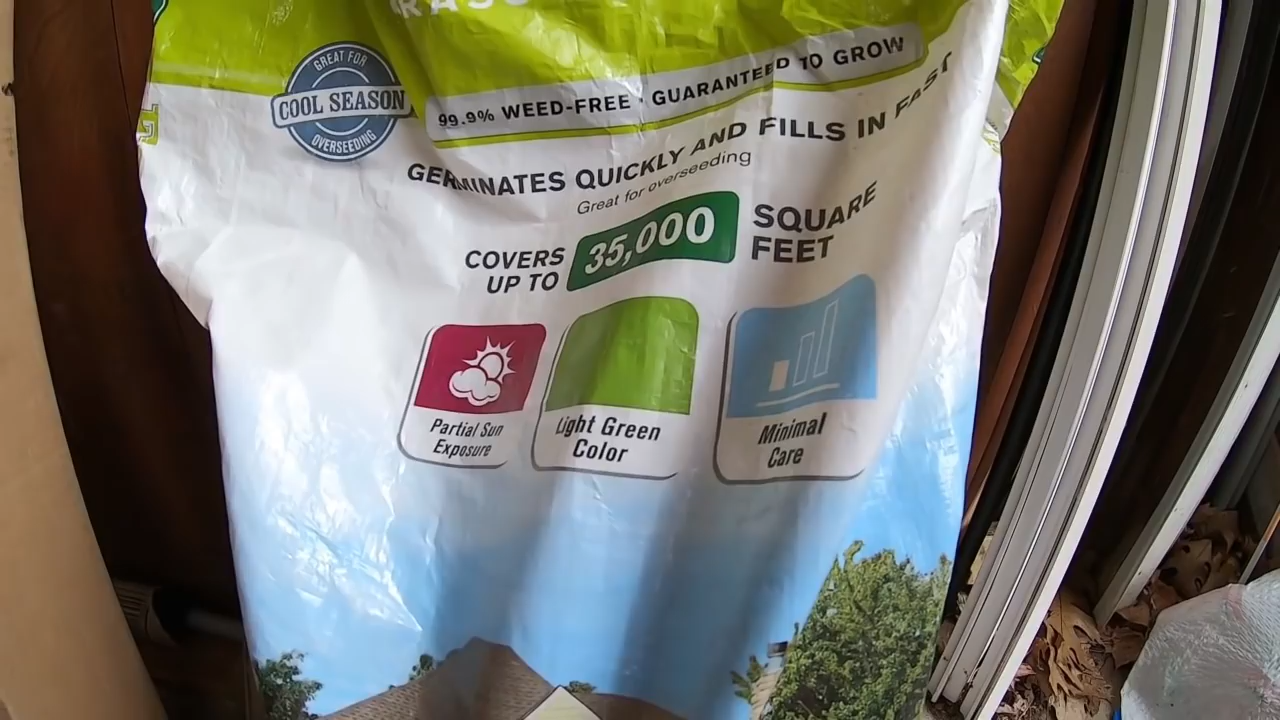 GREAT FOR
COOL SEASON
OVERSEEDING
99.9% WEED-FREE · GUARANTEED TO GROW
GERMINATES QUICKLY AND FILLS IN FAST
Great for overseeding
COVERS UP TO
35,000
SQUARE FEET
Partial Sun
Exposure
Light Green
Color
Minimal
Care